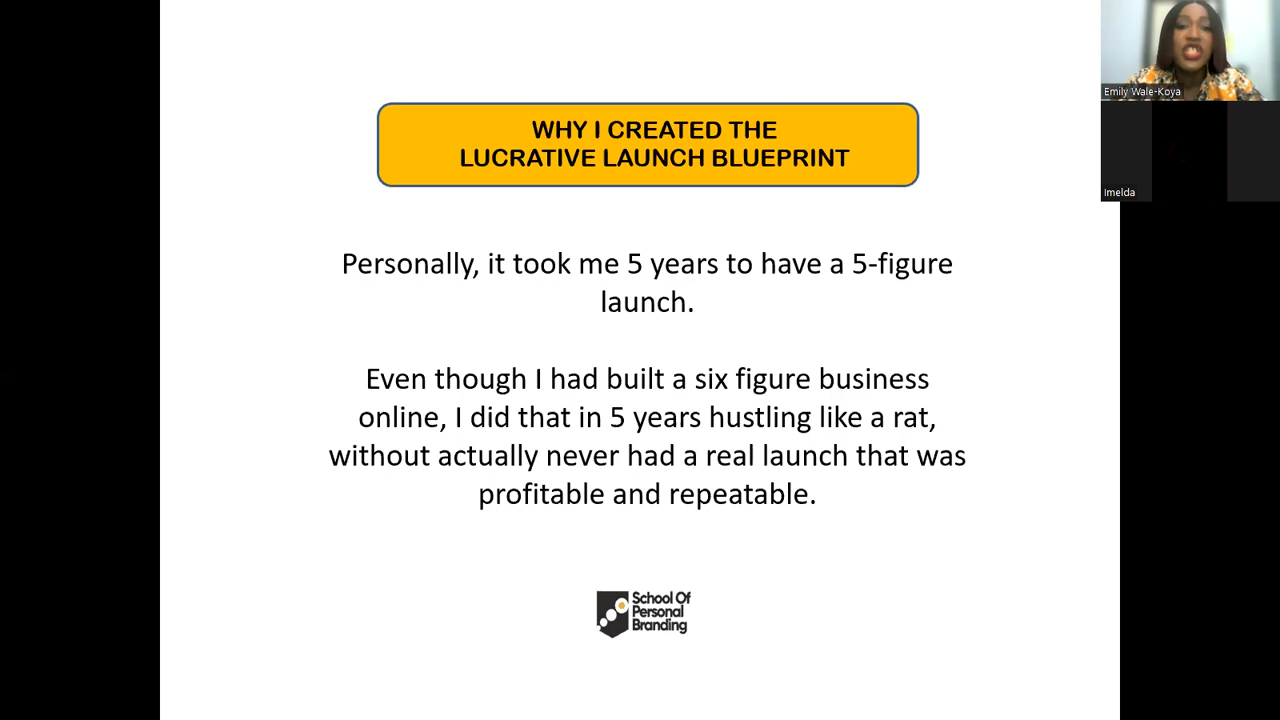 WHY I CREATED THE
LUCRATIVE LAUNCH BLUEPRINT
Personally, it took me 5 years to have a 5-figure
launch.
Even though I had built a six figure business
online, I did that in 5 years hustling like a rat,
without actually never had a real launch that was
profitable and repeatable.
School Of
Personal
Branding
Emily Wale-Koya
Imelda